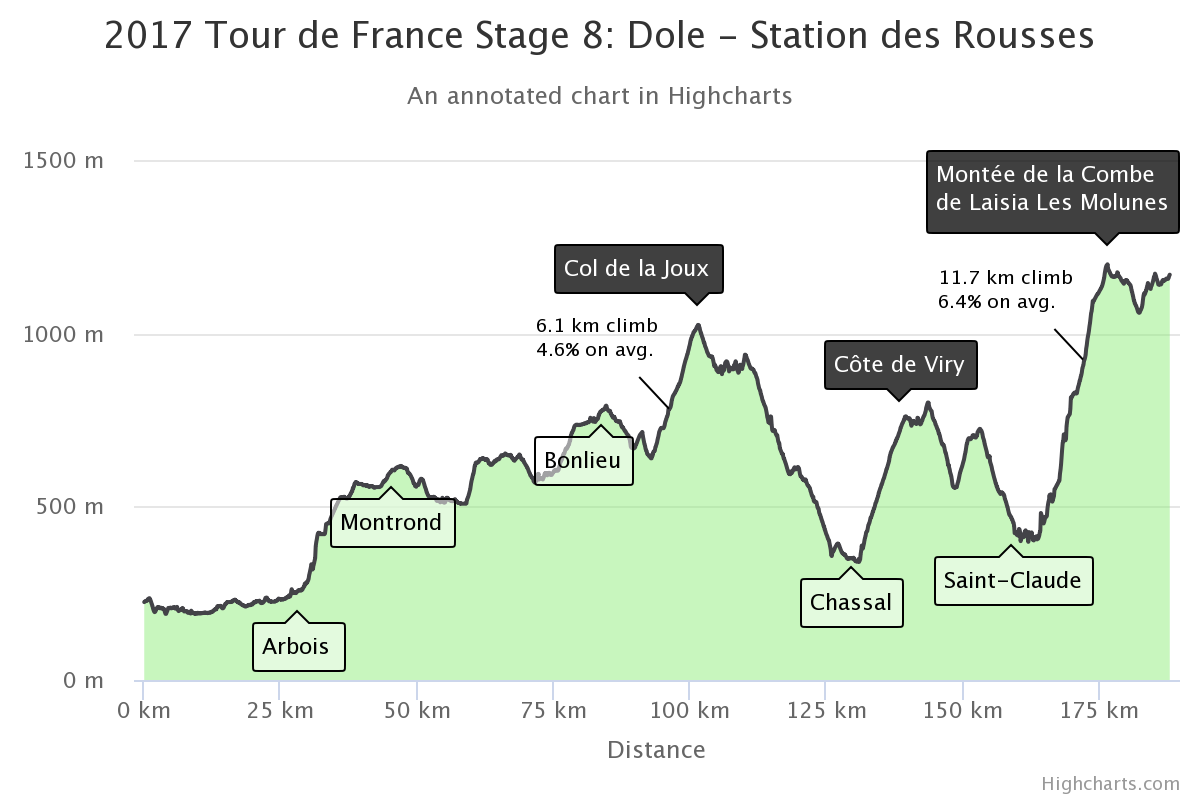 2017 Tour de France Stage 8: Dole – Station des Rousses
An annotated chart in Highcharts
1500 m
Montée de la Combe
de Laisia Les Molunes
Col de la Joux
11.7 km climb
6.4% on avg.
6.1 km climb
4.6% on avg.
1000 m
Côte de Viry
Bonlieu
500 m
Montrond
Saint-Claude
Chassal
Arbois
0 m
0 km 25 km 50 km 75 km 100 km 125 km 150 km 175 km
Distance
Highcharts.com